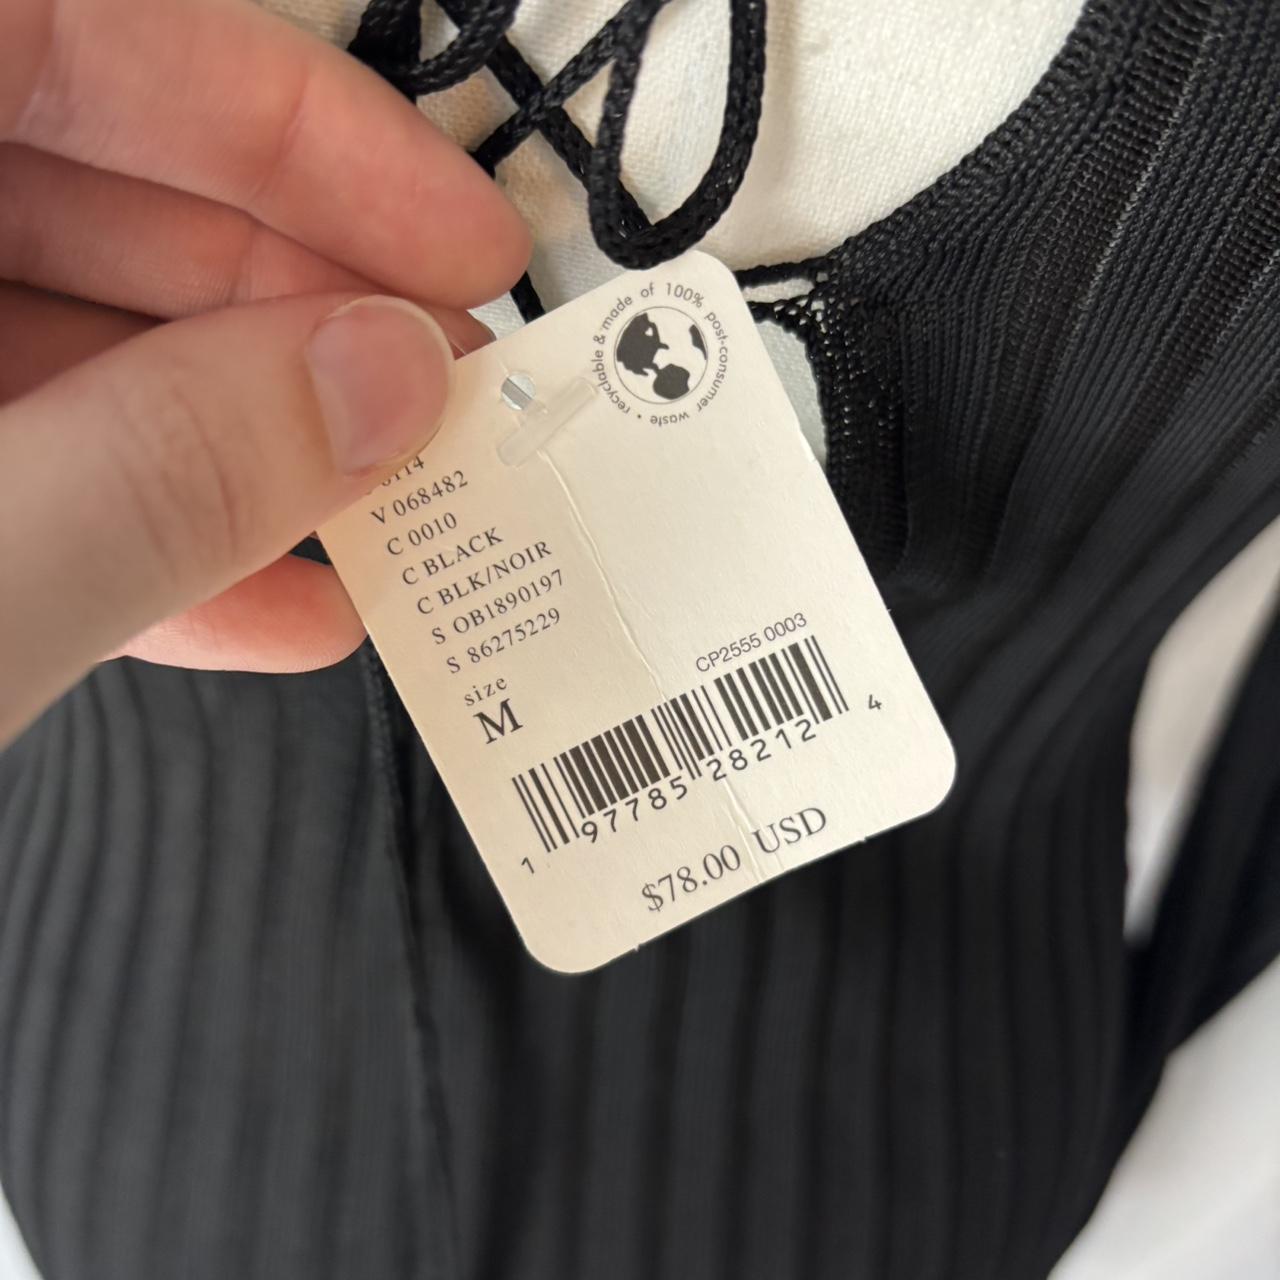 recyclable & made of 100% post-consumer waste •
0114
V 068482
C 0010
C BLACK
C BLK/NOIR
S OB1890197
S 86275229
size
M
CP2555 0003
1 97785 28212 4
$78.00 USD